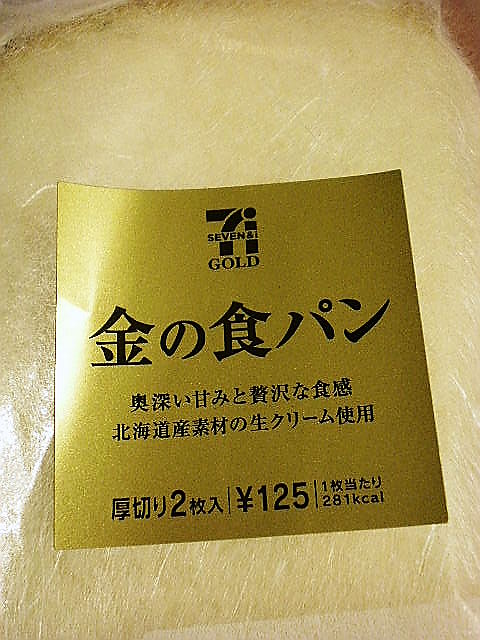 7i
SEVEN&i
GOLD
金の食パン
奥深い甘みと贅沢な食感
北海道産素材の生クリーム使用
厚切り2枚入 ¥125 1枚当たり
281kcal